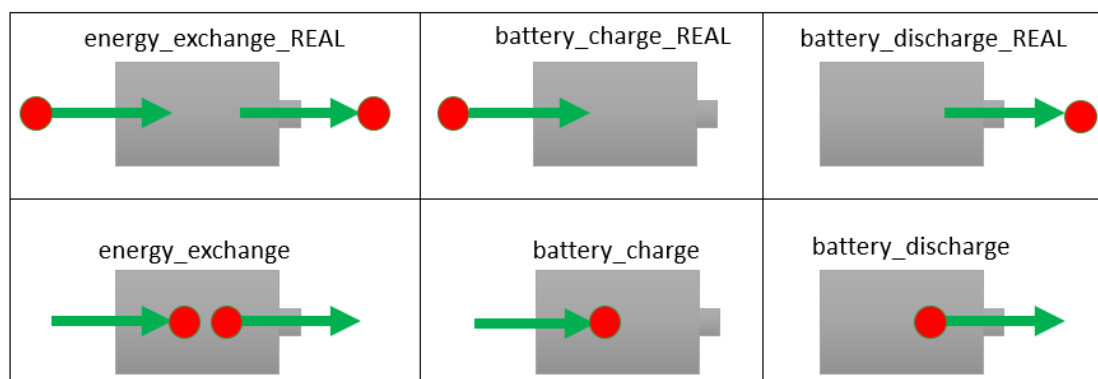 energy_exchange_REAL
battery_charge_REAL
battery_discharge_REAL
energy_exchange
battery_charge
battery_discharge